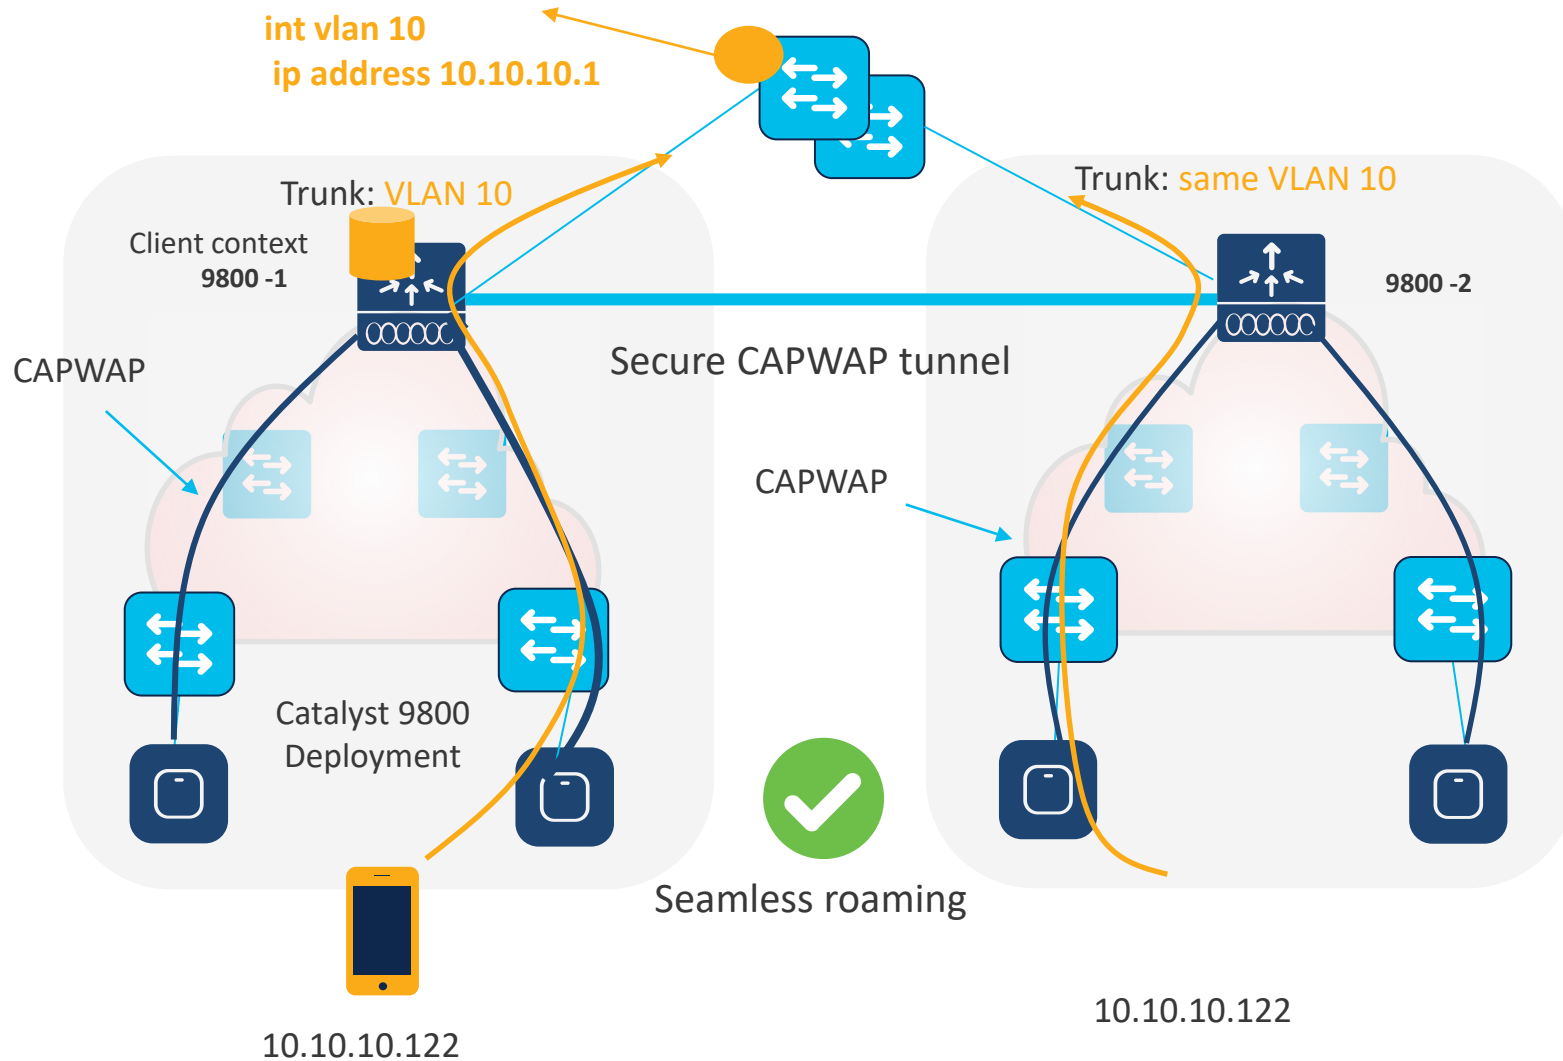 int vlan 10
ip address 10.10.10.1
Trunk: VLAN 10
Trunk: same VLAN 10
Client context
9800 -1
9800 -2
Secure CAPWAP tunnel
CAPWAP
CAPWAP
Catalyst 9800
Deployment
Seamless roaming
10.10.10.122
10.10.10.122